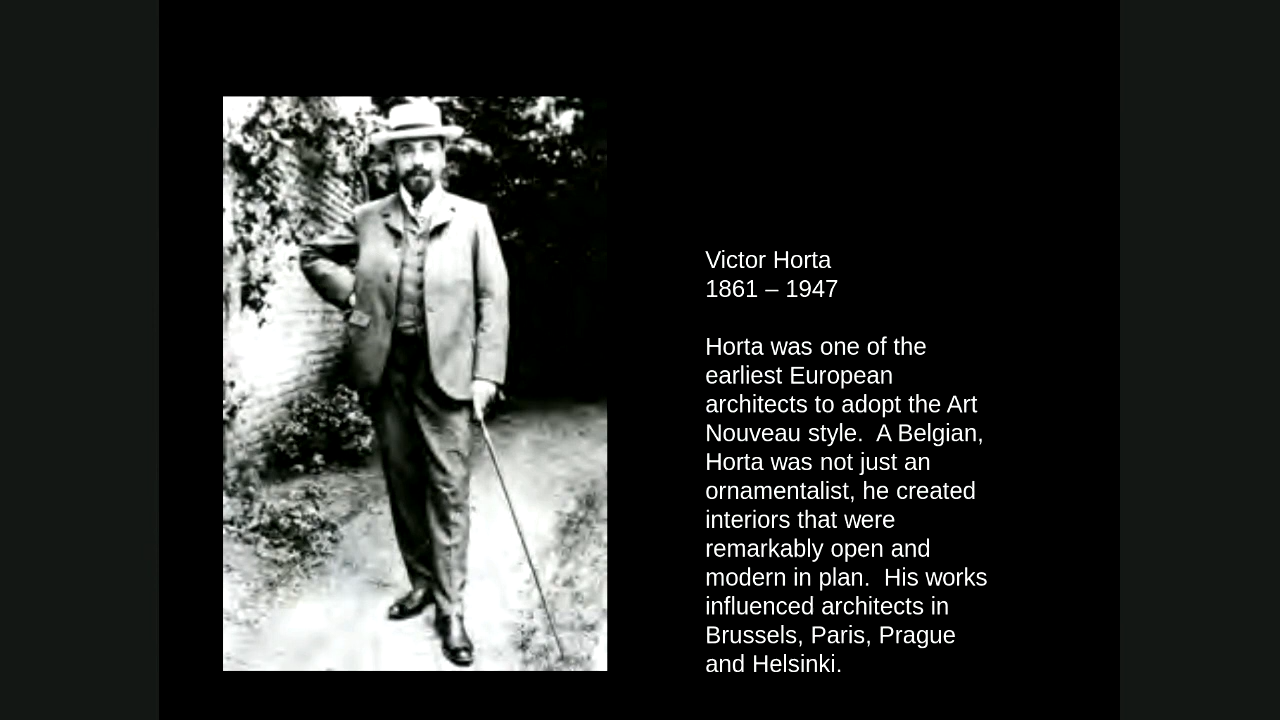 Victor Horta
1861 – 1947
Horta was one of the
earliest European
architects to adopt the Art
Nouveau style.  A Belgian,
Horta was not just an
ornamentalist, he created
interiors that were
remarkably open and
modern in plan.  His works
influenced architects in
Brussels, Paris, Prague
and Helsinki.